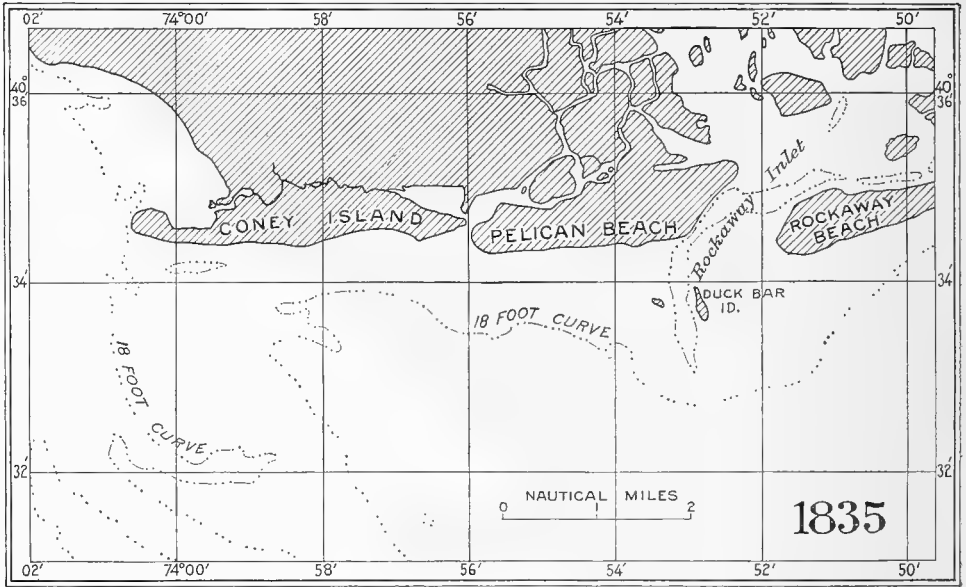 02' 74°00' 58' 56' 54' 52' 50'
40° 36'
40° 36'
Rockaway Inlet
CONEY ISLAND
PELICAN BEACH
ROCKAWAY BEACH
34'
34'
DUCK BAR
ID.
18 FOOT CURVE
18 FOOT CURVE
32'
32'
NAUTICAL MILES
0 1 2
1835
02' 74°00' 58' 56' 54' 52' 50'